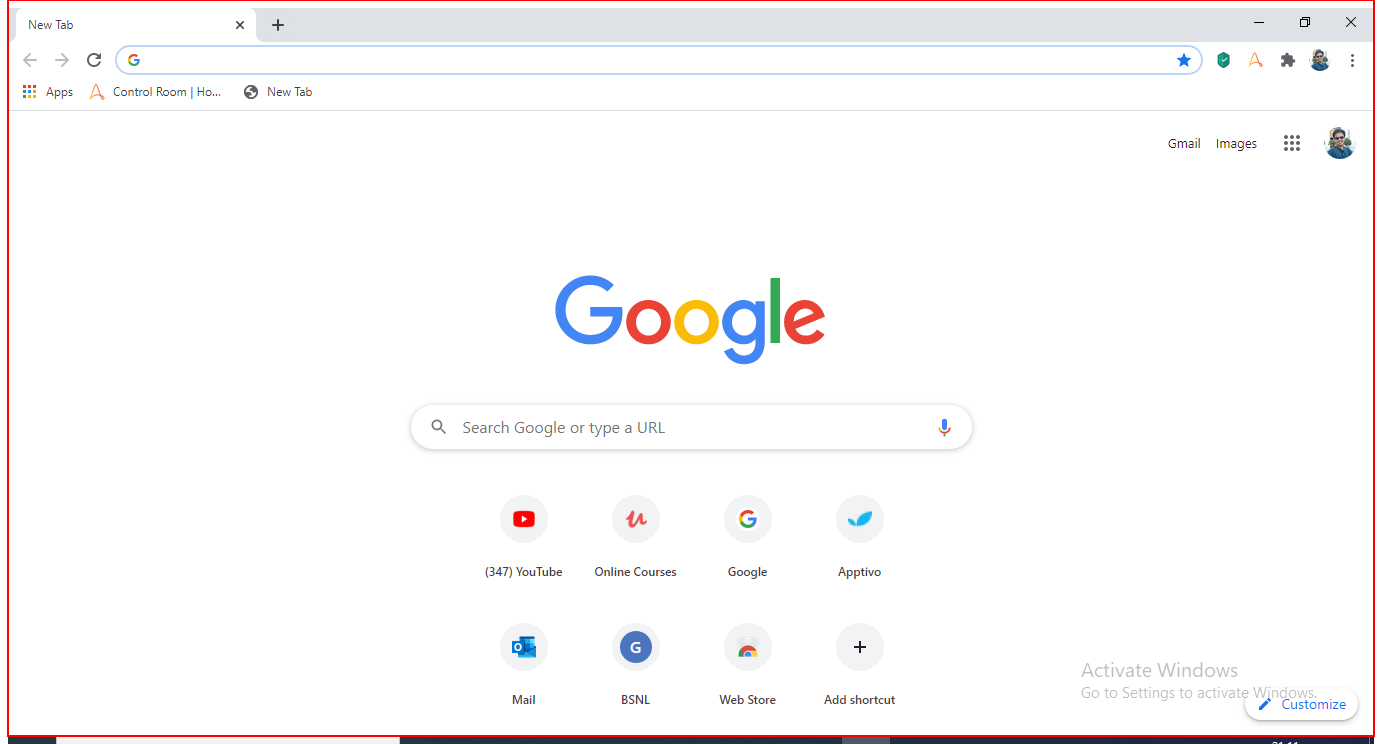 New Tab
Apps
Control Room | Ho...
New Tab
Gmail Images
Google
Search Google or type a URL
(347) YouTube
Online Courses
Google
Apptivo
G
Mail
BSNL
Web Store
Add shortcut
Activate Windows
Go to Settings to activate Windows.
Customize